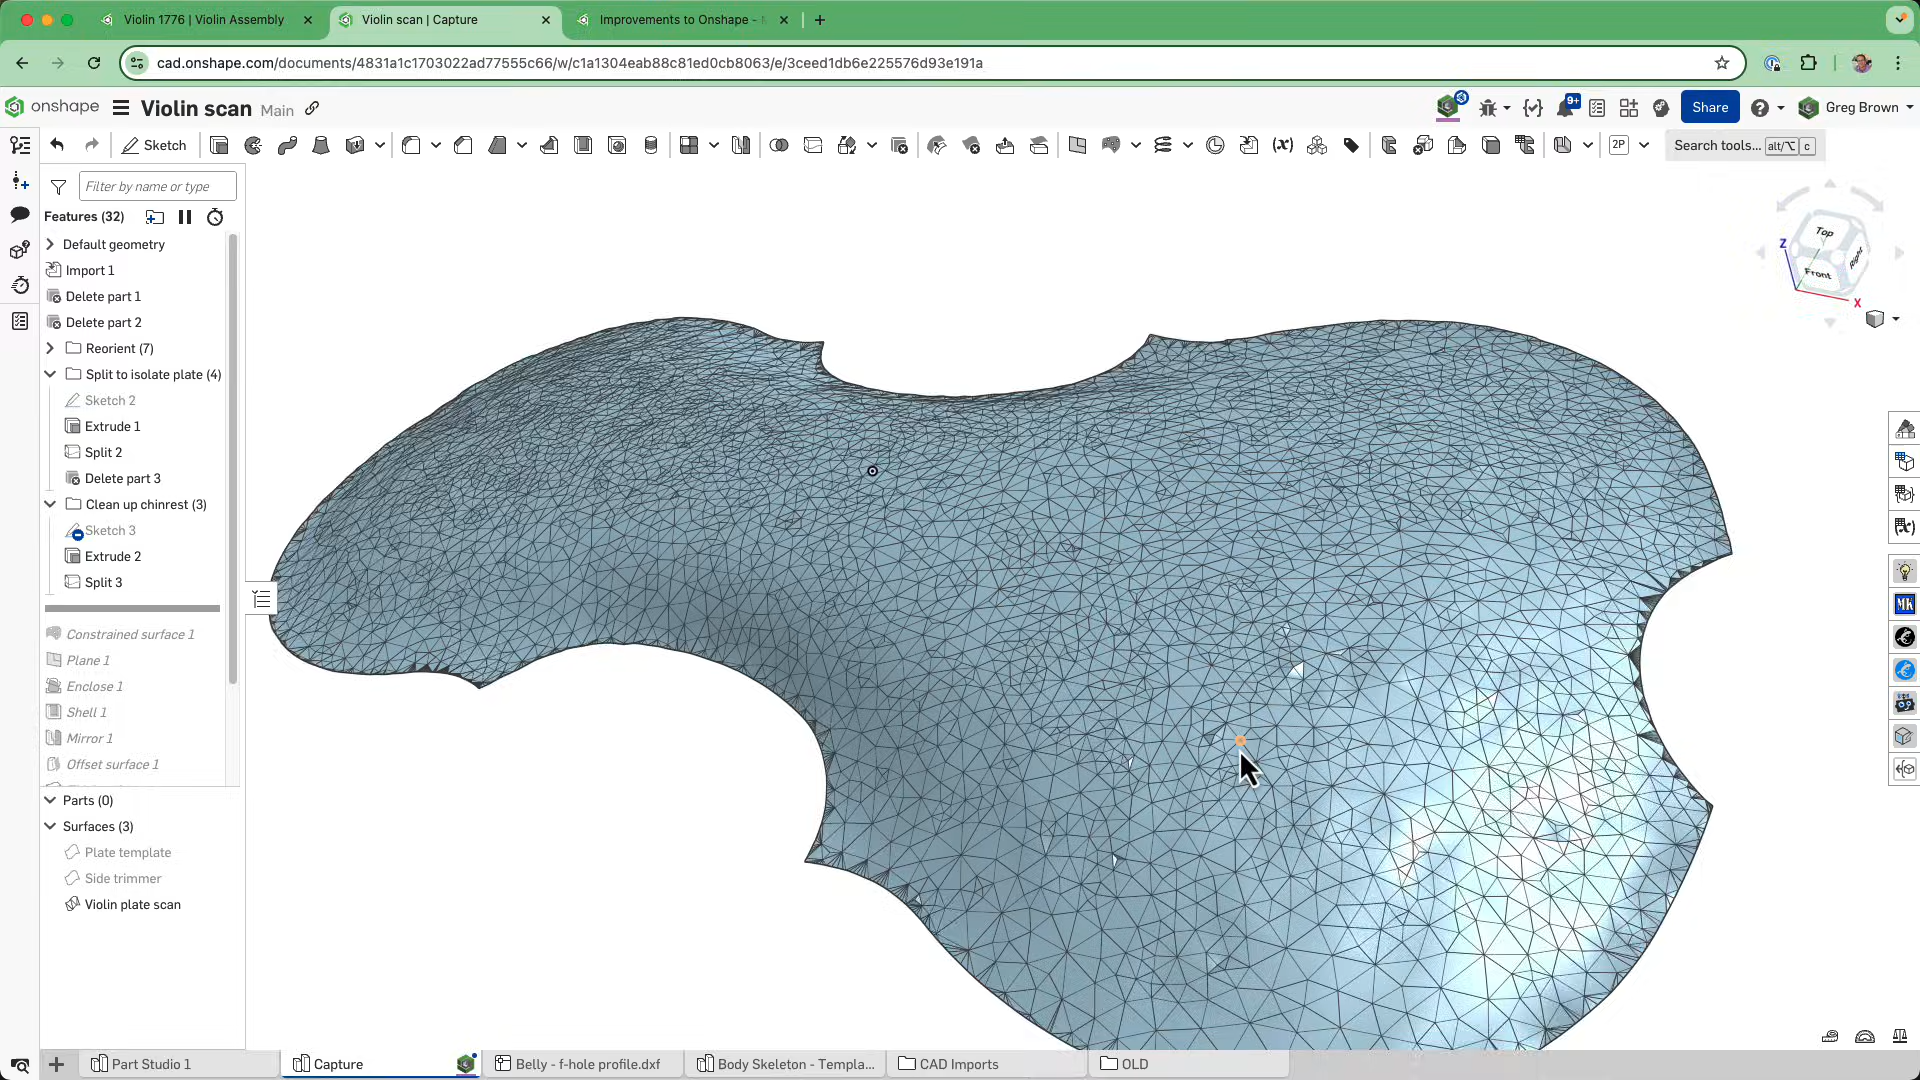 Violin 1776 | Violin Assembly
Violin scan | Capture
Improvements to Onshape -
cad.onshape.com/documents/4831a1c1703022ad77555c66/w/c1a1304eab88c81ed0cb8063/e/3ceed1db6e225576d93e191a
onshape
Violin scan
Main
9+
Share
Greg Brown
Sketch
(x)
2P
Search tools...
alt/⌥
c
Filter by name or type
Features (32)
Default geometry
Import 1
Delete part 1
Delete part 2
Reorient (7)
Split to isolate plate (4)
Sketch 2
Extrude 1
Split 2
Delete part 3
Clean up chinrest (3)
Sketch 3
Extrude 2
Split 3
Constrained surface 1
Plane 1
Enclose 1
Shell 1
Mirror 1
Offset surface 1
Parts (0)
Surfaces (3)
Plate template
Side trimmer
Violin plate scan
Top
Z
Right
Front
X
(x)
MK
Part Studio 1
Capture
Belly - f-hole profile.dxf
Body Skeleton - Templa...
CAD Imports
OLD